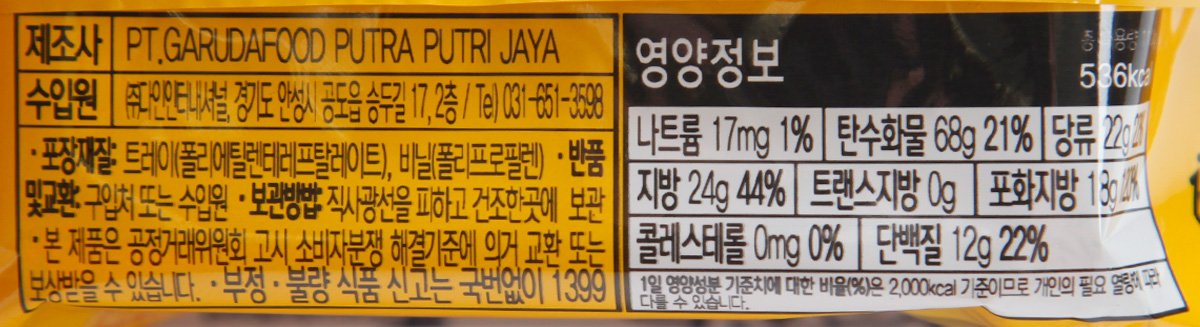 제조사 PT.GARUDAFOOD PUTRA PUTRI JAYA
수입원 ㈜다인인터내셔널, 경기도 안성시 공도읍 승두길 17, 2층 / Tel) 031-651-3598
· 포장재질: 트레이(폴리에틸렌테레프탈레이트), 비닐(폴리프로필렌) · 반품
및교환: 구입처 또는 수입원 · 보관방법: 직사광선을 피하고 건조한곳에 보관
· 본 제품은 공정거래위원회 고시 소비자분쟁 해결기준에 의거 교환 또는
보상받을 수 있습니다. · 부정 · 불량 식품 신고는 국번없이 1399
영양정보
536kcal
나트륨 17mg 1% 탄수화물 68g 21% 당류 22g
지방 24g 44% 트랜스지방 0g 포화지방
콜레스테롤 0mg 0% 단백질 12g 22%
1일 영양성분 기준치에 대한 비율(%)은 2,000kcal 기준이므로 개인의 필요 열량에 따라
다를 수 있습니다.